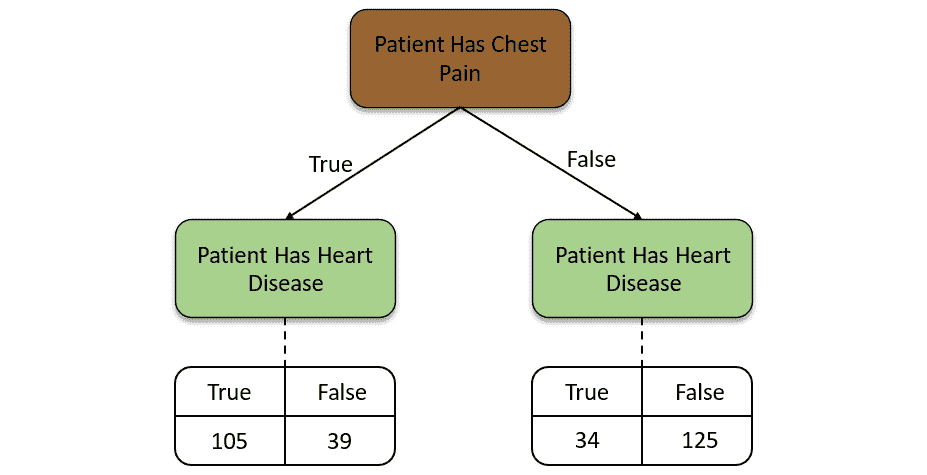 Patient Has Chest
Pain
True
False
Patient Has Heart
Disease
Patient Has Heart
Disease
True False
105 39
True False
34 125